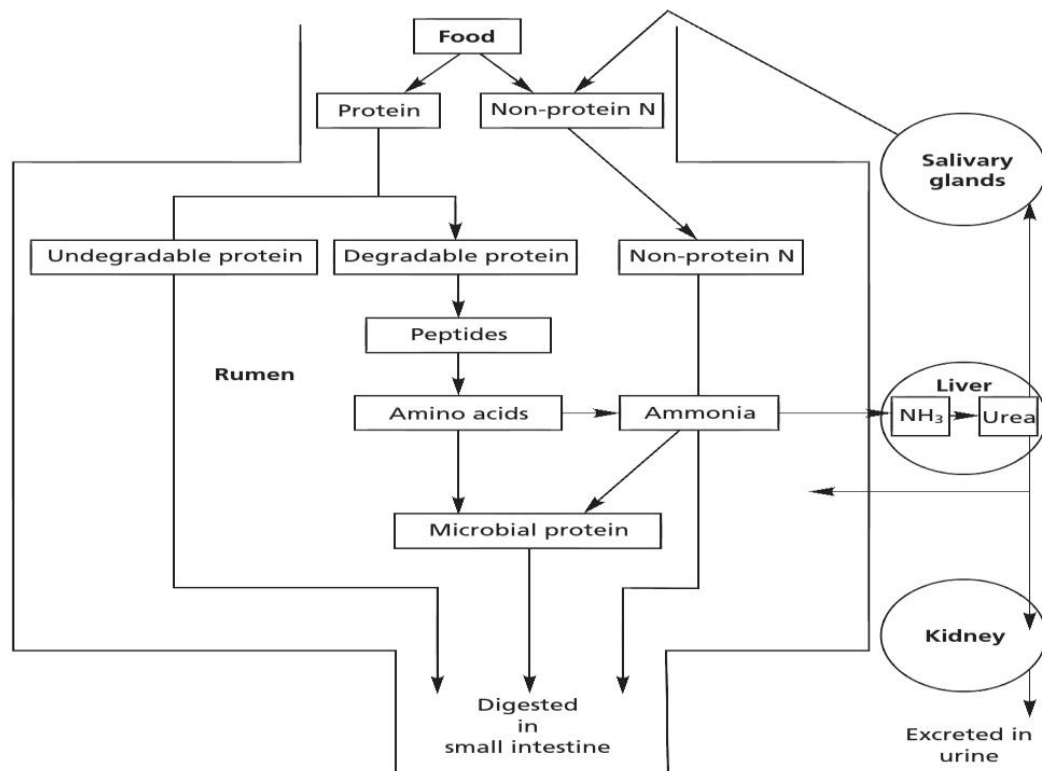 Food
Protein
Non-protein N
Salivary
glands
Undegradable protein
Degradable protein
Non-protein N
Peptides
Rumen
Liver
Amino acids
Ammonia
NH₃
Urea
Microbial protein
Kidney
Digested
in
small intestine
Excreted in
urine